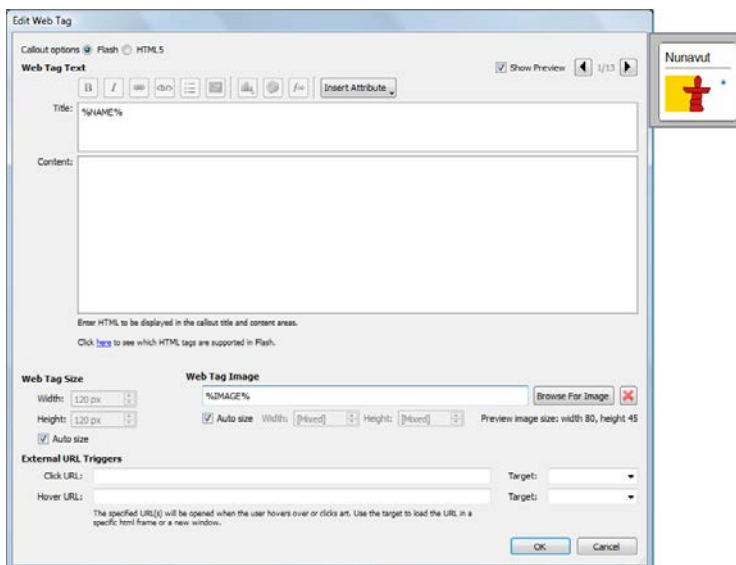 Edit Web Tag
Callout options Flash HTML5
Web Tag Text
Show Preview 1/13
B I f(x) Insert Attribute
Title: %NAME%
Content:
Enter HTML to be displayed in the callout title and content areas.
Click here to see which HTML tags are supported in Flash.
Web Tag Size
Width: 120 px
Height: 120 px
Auto size
Web Tag Image
%IMAGE% Browse For Image
Auto size Width: [Mixed] Height: [Mixed] Preview image size: width 80, height 45
External URL Triggers
Click URL: Target:
Hover URL: Target:
The specified URL(s) will be opened when the user hovers over or clicks art. Use the target to load the URL in a
specific html frame or a new window.
OK Cancel
Nunavut